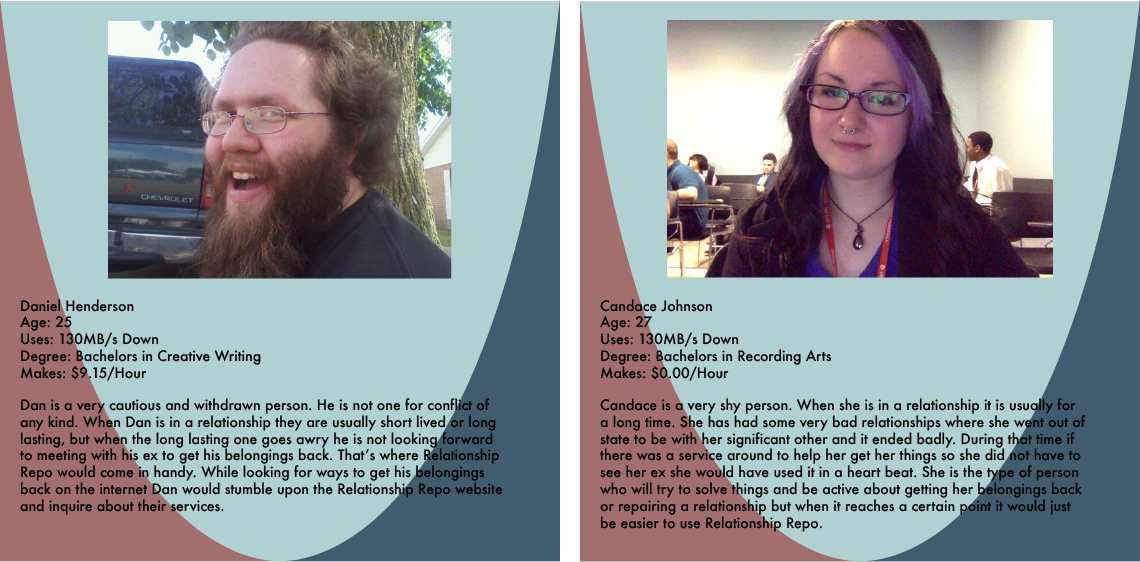 CHEVROLET
Daniel Henderson
Age: 25
Uses: 130MB/s Down
Degree: Bachelors in Creative Writing
Makes: $9.15/Hour
Dan is a very cautious and withdrawn person. He is not one for conflict of
any kind. When Dan is in a relationship they are usually short lived or long
lasting, but when the long lasting one goes awry he is not looking forward
to meeting with his ex to get his belongings back. That's where Relationship
Repo would come in handy. While looking for ways to get his belongings
back on the internet Dan would stumble upon the Relationship Repo website
and inquire about their services.
Candace Johnson
Age: 27
Uses: 130MB/s Down
Degree: Bachelors in Recording Arts
Makes: $0.00/Hour
Candace is a very shy person. When she is in a relationship it is usually for
a long time. She has had some very bad relationships where she went out of
state to be with her significant other and it ended badly. During that time if
there was a service around to help her get her things so she did not have to
see her ex she would have used it in a heart beat. She is the type of person
who will try to solve things and be active about getting her belongings back
or repairing a relationship but when it reaches a certain point it would just
be easier to use Relationship Repo.